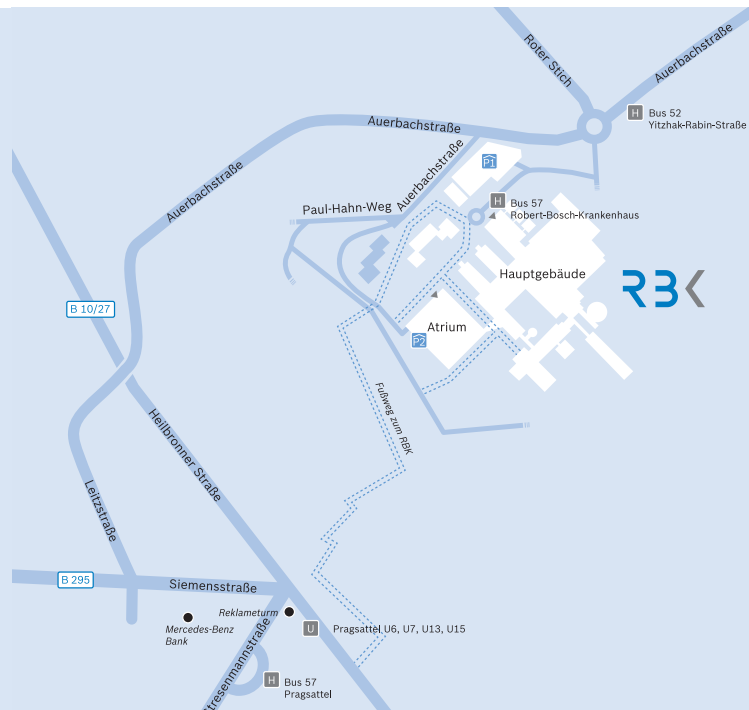 Roter Stich
Auerbachstraße
H Bus 52
Yitzhak-Rabin-Straße
Auerbachstraße
P1
Auerbachstraße
Auerbachstraße
Paul-Hahn-Weg
H Bus 57
Robert-Bosch-Krankenhaus
Hauptgebäude
RBK
B 10/27
Atrium
P2
Fußweg zum RBK
Heilbronner Straße
Leitzstraße
B 295
Siemensstraße
Reklameturm
Mercedes-Benz
Bank
U Pragsattel U6, U7, U13, U15
tresenmannstraße
H Bus 57
Pragsattel